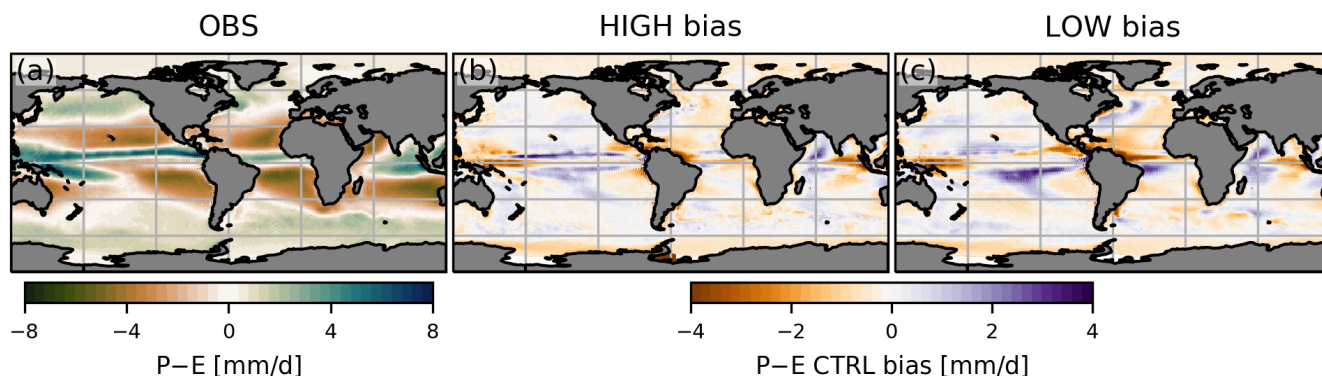 OBS
HIGH bias
LOW bias
(a)
(b)
(c)
−8 −4 0 4 8
P−E [mm/d]
−4 −2 0 2 4
P−E CTRL bias [mm/d]